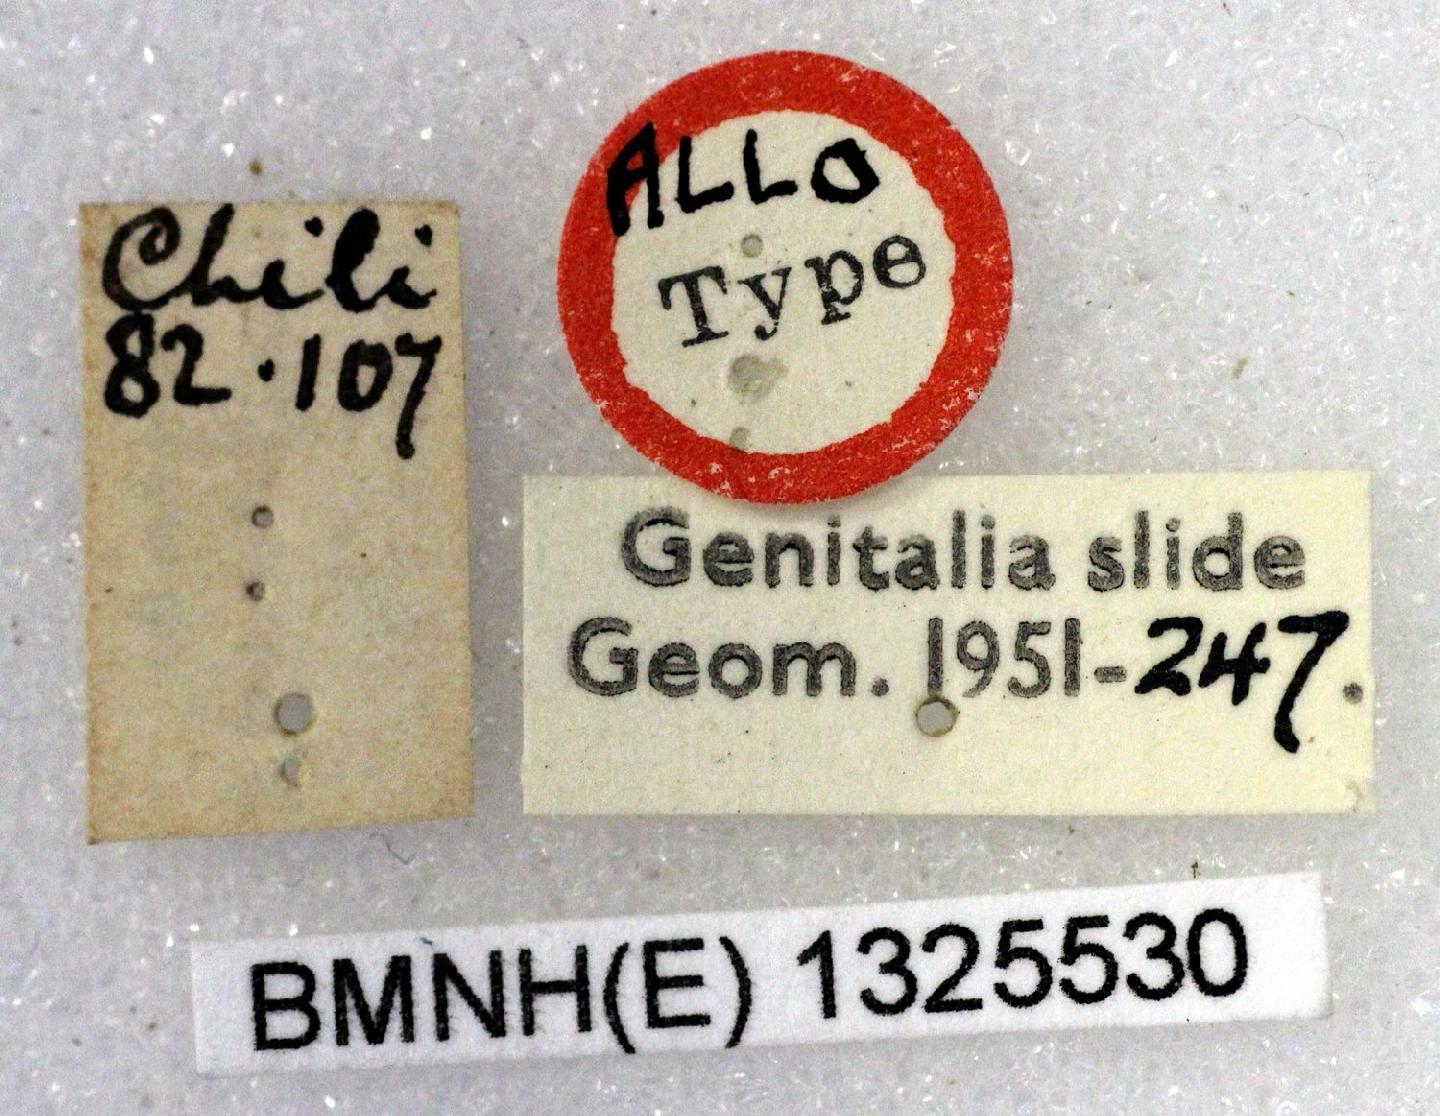 Chili
82.107
ALLO
Type
Genitalia slide
Geom. 1951-247.
BMNH(E) 1325530